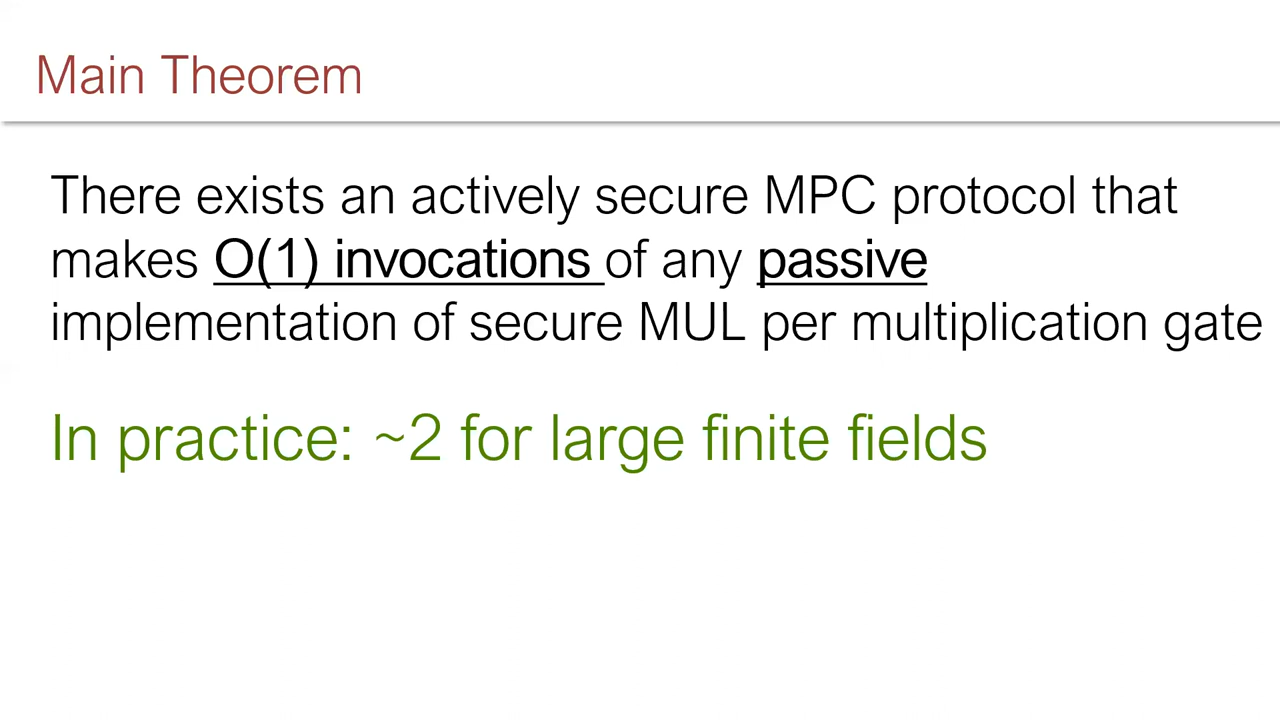 Main Theorem
There exists an actively secure MPC protocol that
makes O(1) invocations of any passive
implementation of secure MUL per multiplication gate
In practice: ~2 for large finite fields